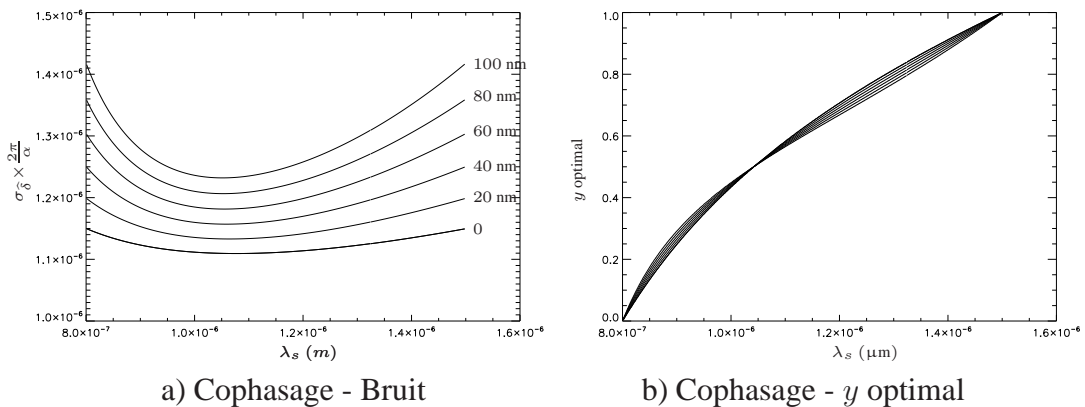 1.5×10⁻⁶
1.4×10⁻⁶
1.3×10⁻⁶
1.2×10⁻⁶
1.1×10⁻⁶
1.0×10⁻⁶
σ_δ̂ × 2π/α
100 nm
80 nm
60 nm
40 nm
20 nm
0
8.0×10⁻⁷ 1.0×10⁻⁶ 1.2×10⁻⁶ 1.4×10⁻⁶ 1.6×10⁻⁶
λₛ (m)
a) Cophasage - Bruit
1.0
0.8
0.6
0.4
0.2
0.0
y optimal
8.0×10⁻⁷ 1.0×10⁻⁶ 1.2×10⁻⁶ 1.4×10⁻⁶ 1.6×10⁻⁶
λₛ (μm)
b) Cophasage - y optimal